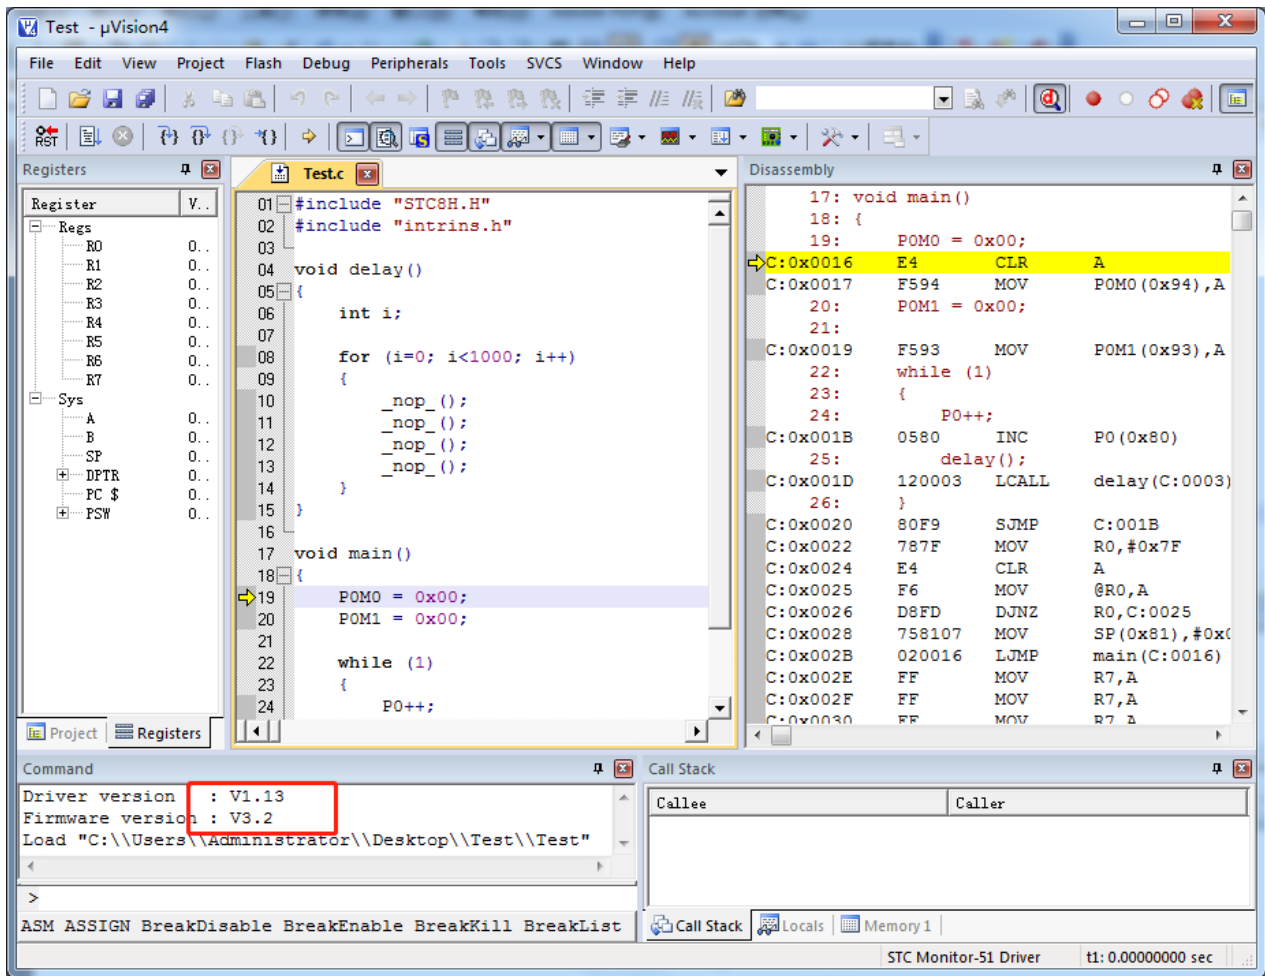 Test - µVision4
File Edit View Project Flash Debug Peripherals Tools SVCS Window Help
RST
Registers
Register V..
Regs
R0 0..
R1 0..
R2 0..
R3 0..
R4 0..
R5 0..
R6 0..
R7 0..
Sys
A 0..
B 0..
SP 0..
DPTR 0..
PC $ 0..
PSW 0..
Project Registers
Test.c
01 #include "STC8H.H"
02 #include "intrins.h"
03
04 void delay()
05 {
06 int i;
07
08 for (i=0; i<1000; i++)
09 {
10 _nop_();
11 _nop_();
12 _nop_();
13 _nop_();
14 }
15 }
16
17 void main()
18 {
19 P0M0 = 0x00;
20 P0M1 = 0x00;
21
22 while (1)
23 {
24 P0++;
Disassembly
17: void main()
18: {
19: P0M0 = 0x00;
C:0x0016 E4 CLR A
C:0x0017 F594 MOV P0M0(0x94),A
20: P0M1 = 0x00;
21:
C:0x0019 F593 MOV P0M1(0x93),A
22: while (1)
23: {
24: P0++;
C:0x001B 0580 INC P0(0x80)
25: delay();
C:0x001D 120003 LCALL delay(C:0003)
26: }
C:0x0020 80F9 SJMP C:001B
C:0x0022 787F MOV R0,#0x7F
C:0x0024 E4 CLR A
C:0x0025 F6 MOV @R0,A
C:0x0026 D8FD DJNZ R0,C:0025
C:0x0028 758107 MOV SP(0x81),#0x0
C:0x002B 020016 LJMP main(C:0016)
C:0x002E FF MOV R7,A
C:0x002F FF MOV R7,A
C:0x0030 FF MOV R7,A
Command
Driver version : V1.13
Firmware version : V3.2
Load "C:\\Users\\Administrator\\Desktop\\Test\\Test"
>
ASM ASSIGN BreakDisable BreakEnable BreakKill BreakList
Call Stack
Callee Caller
Call Stack Locals Memory 1
STC Monitor-51 Driver t1: 0.00000000 sec